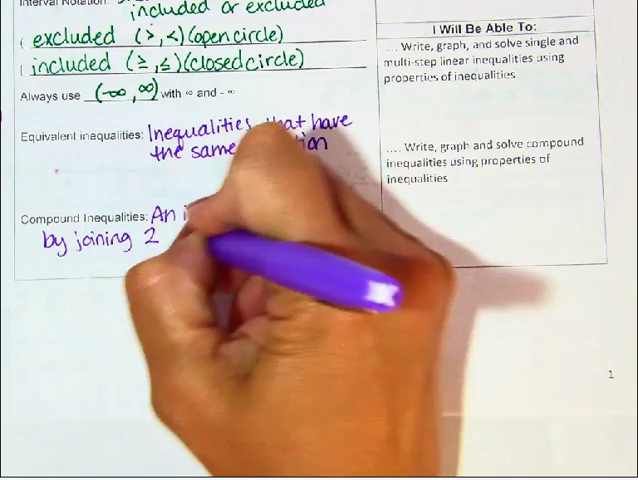 Interval Notation:
included or excluded
( excluded (>, <)(open circle)
[ included (≥, ≤)(closed circle)
Always use (-∞, ∞) with ∞ and - ∞
Equivalent inequalities: Inequalities that have
the same
Compound Inequalities: An
by joining 2
I Will Be Able To:
... Write, graph, and solve single and
multi-step linear inequalities using
properties of inequalities
.... Write, graph and solve compound
inequalities using properties of
inequalities
1